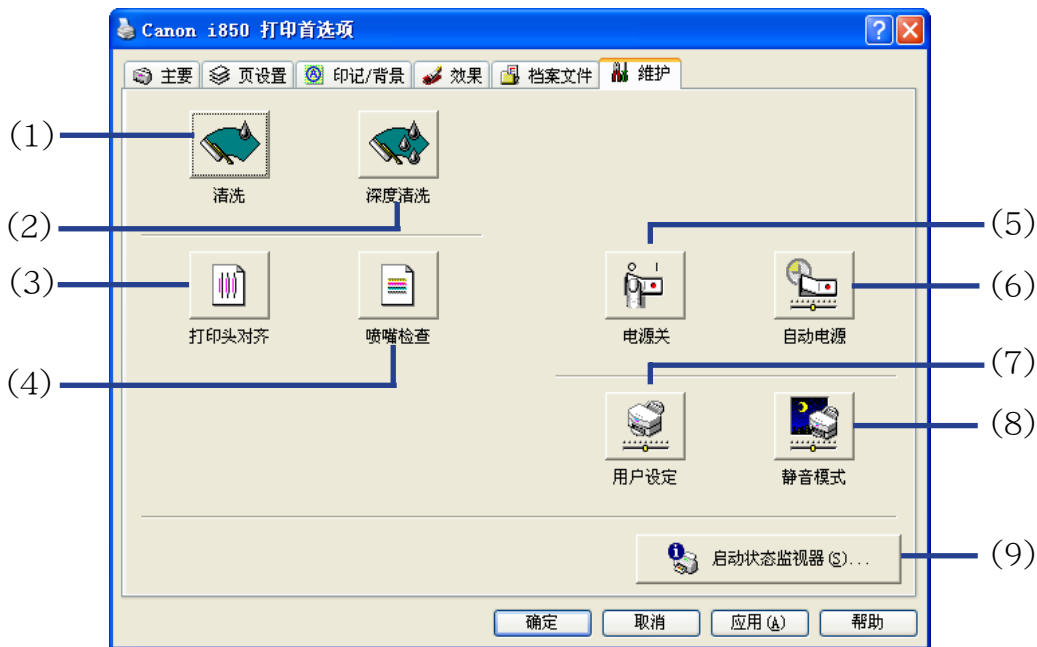 Canon i850 打印首选项
主要 页设置 印记/背景 效果 档案文件 维护
(1)
清洗 深度清洗
(2) (5)
(3) (6)
打印头对齐 喷嘴检查 电源关 自动电源
(4) (7)
(8)
用户设定 静音模式
启动状态监视器(S)... (9)
确定 取消 应用(A) 帮助